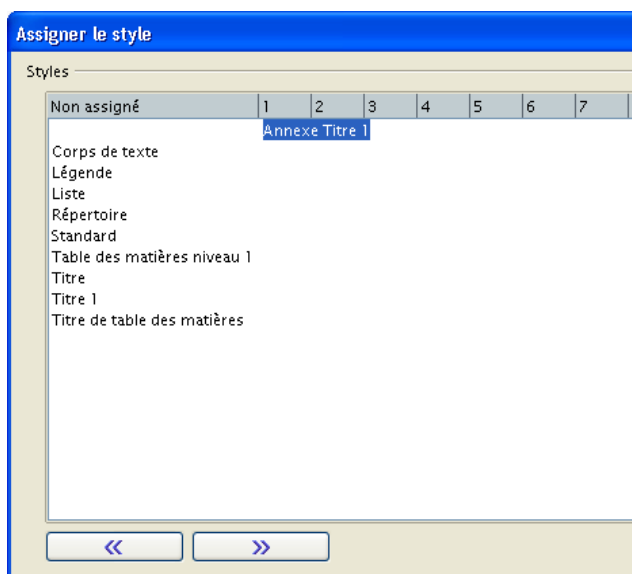 Assigner le style
Styles
Non assigné 1 2 3 4 5 6 7
Annexe Titre 1
Corps de texte
Légende
Liste
Répertoire
Standard
Table des matières niveau 1
Titre
Titre 1
Titre de table des matières
« »